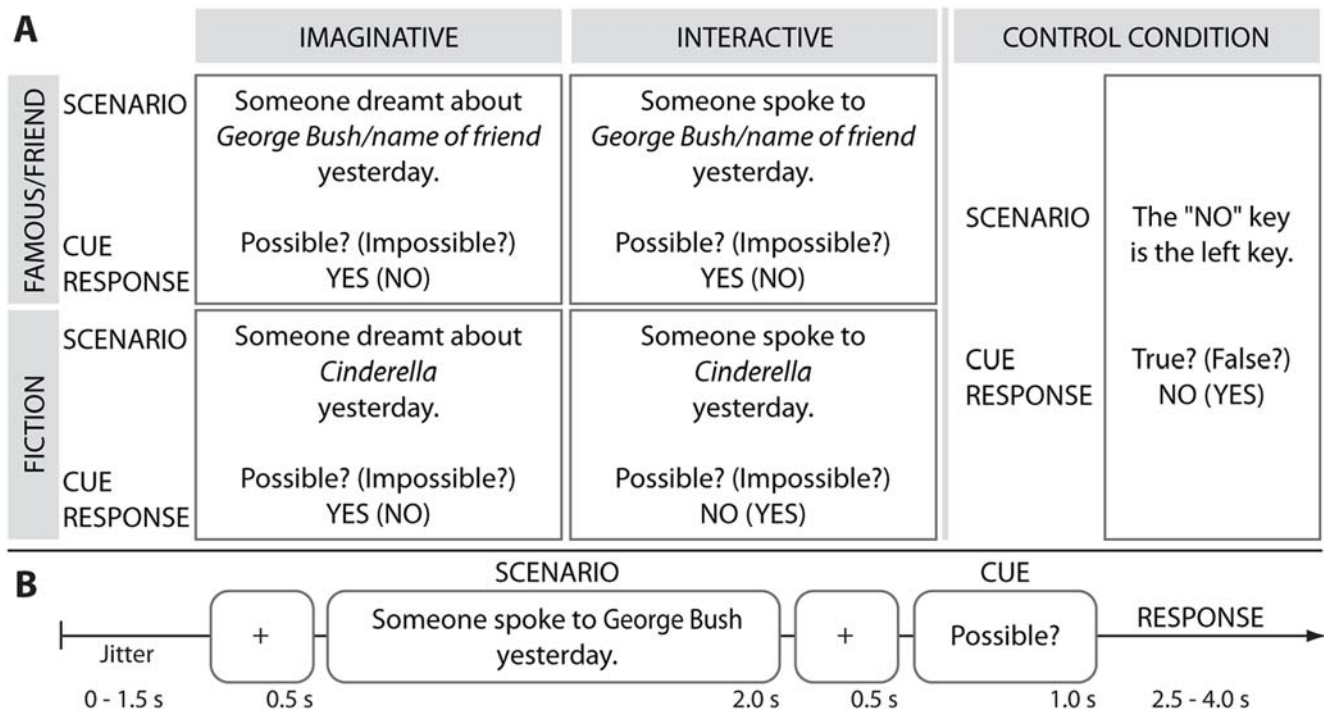 A
IMAGINATIVE
INTERACTIVE
CONTROL CONDITION
FAMOUS/FRIEND
SCENARIO
Someone dreamt about
George Bush/name of friend
yesterday.
Someone spoke to
George Bush/name of friend
yesterday.
CUE
RESPONSE
Possible? (Impossible?)
YES (NO)
Possible? (Impossible?)
YES (NO)
FICTION
SCENARIO
Someone dreamt about
Cinderella
yesterday.
Someone spoke to
Cinderella
yesterday.
CUE
RESPONSE
Possible? (Impossible?)
YES (NO)
Possible? (Impossible?)
NO (YES)
SCENARIO
The "NO" key
is the left key.
CUE
RESPONSE
True? (False?)
NO (YES)
B
SCENARIO
CUE
Jitter
+
Someone spoke to George Bush
yesterday.
+
Possible?
RESPONSE
0 - 1.5 s
0.5 s
2.0 s
0.5 s
1.0 s
2.5 - 4.0 s